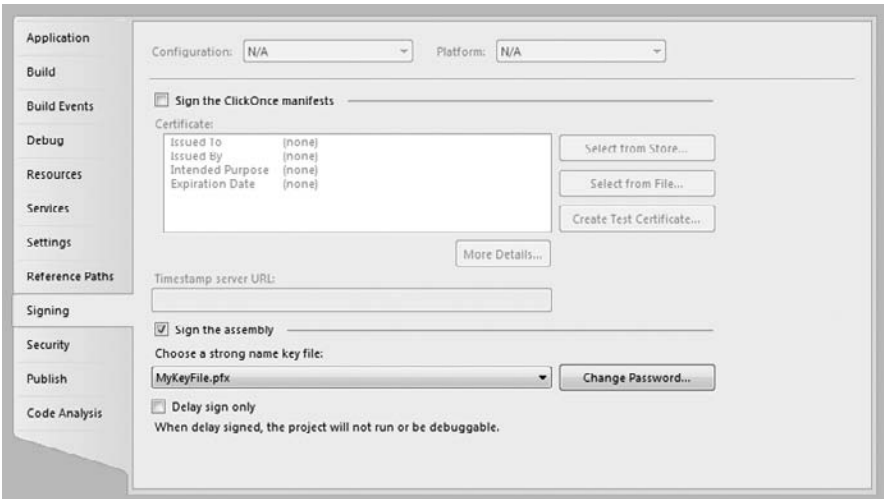 Application
Build
Build Events
Debug
Resources
Services
Settings
Reference Paths
Signing
Security
Publish
Code Analysis
Configuration: N/A Platform: N/A
Sign the ClickOnce manifests
Certificate:
Issued To (none)
Issued By (none)
Intended Purpose (none)
Expiration Date (none)
Select from Store...
Select from File...
Create Test Certificate...
More Details...
Timestamp server URL:
Sign the assembly
Choose a strong name key file:
MyKeyFile.pfx Change Password...
Delay sign only
When delay signed, the project will not run or be debuggable.